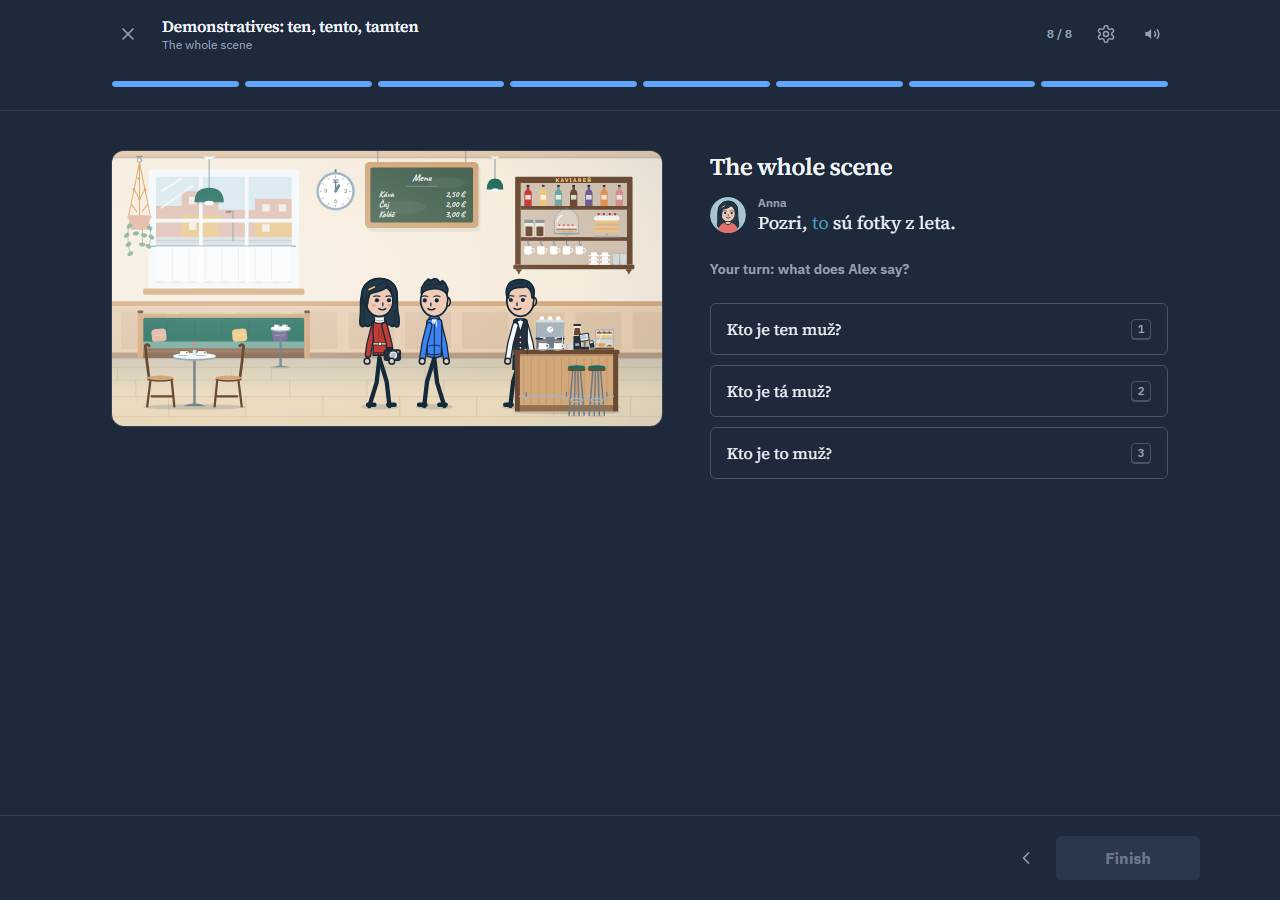 Demonstratives: ten, tento, tamten
The whole scene
8 / 8
Menu
Káva 2,50 €
Čaj 2,00 €
Koláč 3,00 €
KAVIAREŇ
The whole scene
Anna
Pozri, to sú fotky z leta.
Your turn: what does Alex say?
Kto je ten muž? 1
Kto je tá muž? 2
Kto je to muž? 3
Finish